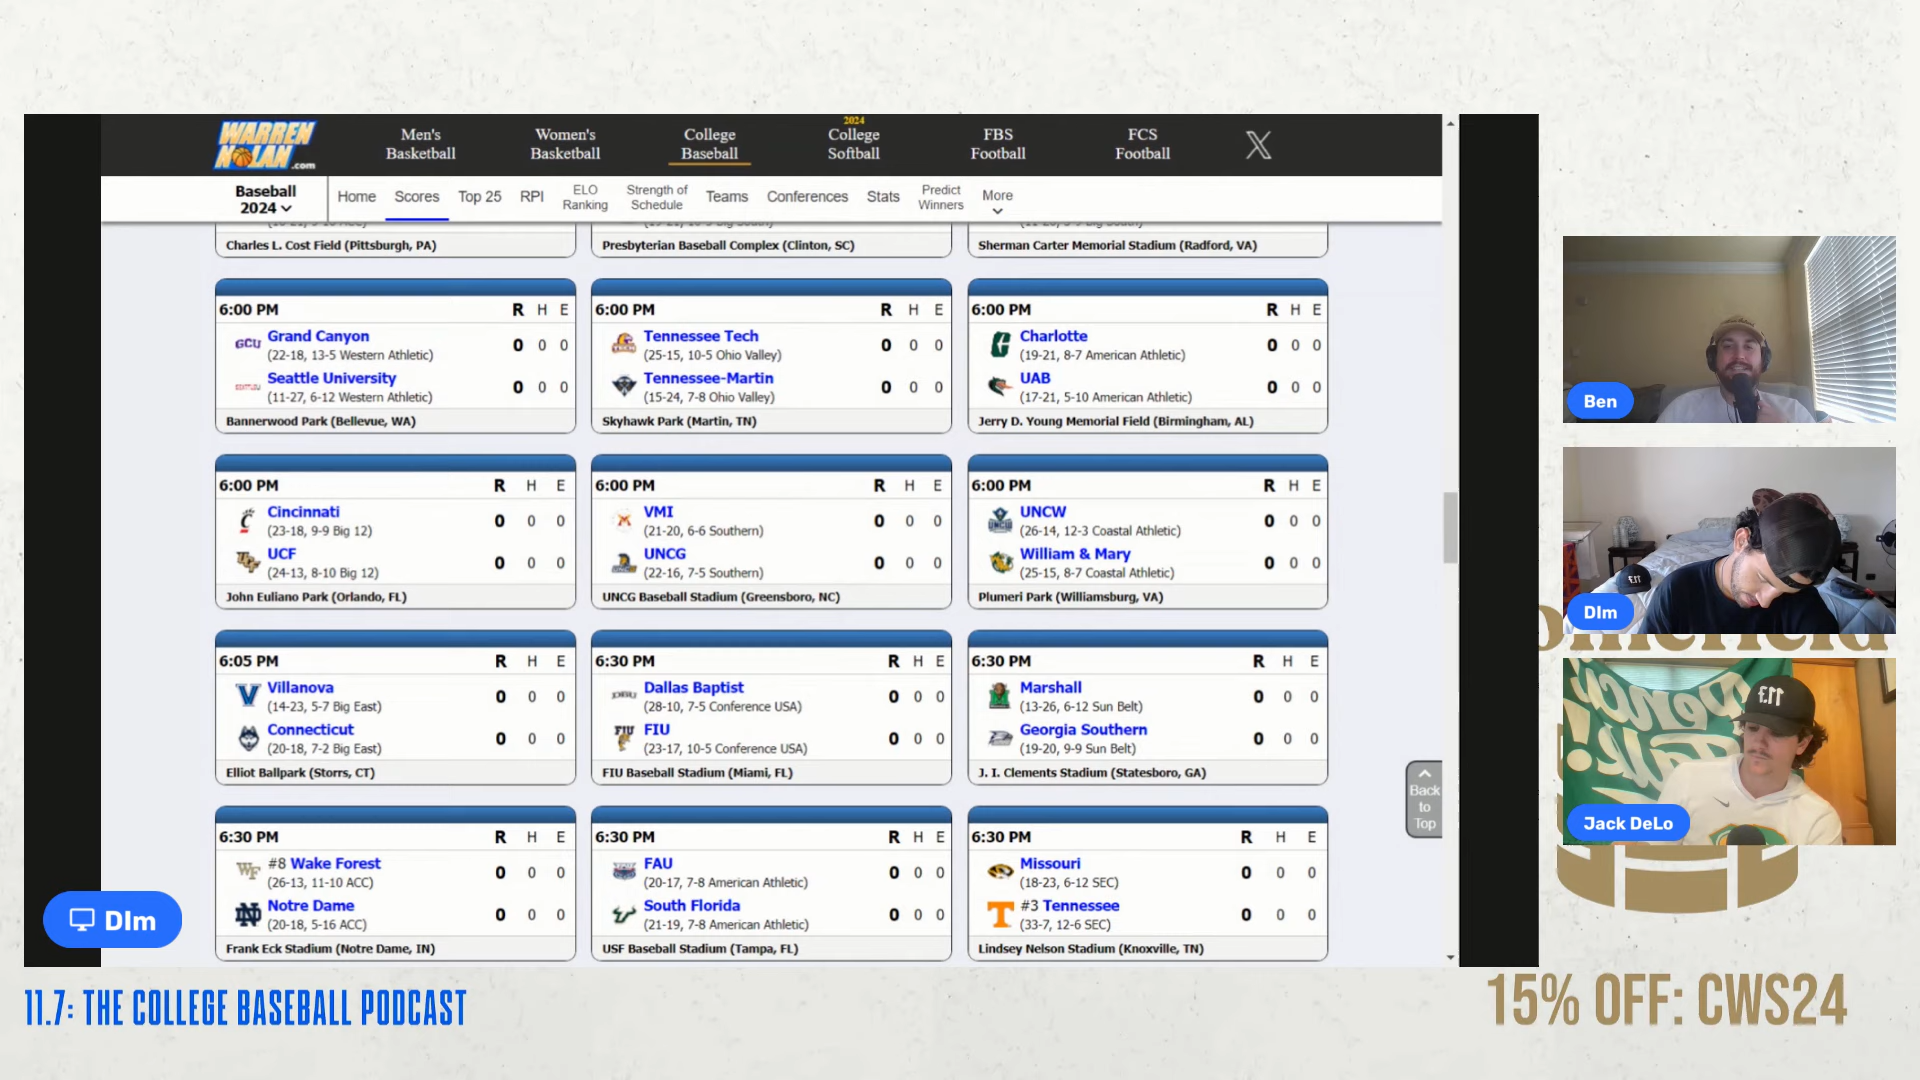 WARREN NOLAN.com
Men's Basketball
Women's Basketball
College Baseball
2024 College Softball
FBS Football
FCS Football
X
Baseball 2024
Home
Scores
Top 25
RPI
ELO Ranking
Strength of Schedule
Teams
Conferences
Stats
Predict Winners
More
Charles L. Cost Field (Pittsburgh, PA)
Presbyterian Baseball Complex (Clinton, SC)
Sherman Carter Memorial Stadium (Radford, VA)
6:00 PM R H E
GCU Grand Canyon 0 0 0
(22-18, 13-5 Western Athletic)
Seattle University 0 0 0
(11-27, 6-12 Western Athletic)
Bannerwood Park (Bellevue, WA)
6:00 PM R H E
Tennessee Tech 0 0 0
(25-15, 10-5 Ohio Valley)
Tennessee-Martin 0 0 0
(15-24, 7-8 Ohio Valley)
Skyhawk Park (Martin, TN)
6:00 PM R H E
Charlotte 0 0 0
(19-21, 8-7 American Athletic)
UAB 0 0 0
(17-21, 5-10 American Athletic)
Jerry D. Young Memorial Field (Birmingham, AL)
6:00 PM R H E
Cincinnati 0 0 0
(23-18, 9-9 Big 12)
UCF 0 0 0
(24-13, 8-10 Big 12)
John Euliano Park (Orlando, FL)
6:00 PM R H E
VMI 0 0 0
(21-20, 6-6 Southern)
UNCG 0 0 0
(22-16, 7-5 Southern)
UNCG Baseball Stadium (Greensboro, NC)
6:00 PM R H E
UNCW 0 0 0
(26-14, 12-3 Coastal Athletic)
William & Mary 0 0 0
(25-15, 8-7 Coastal Athletic)
Plumeri Park (Williamsburg, VA)
6:05 PM R H E
Villanova 0 0 0
(14-23, 5-7 Big East)
Connecticut 0 0 0
(20-18, 7-2 Big East)
Elliot Ballpark (Storrs, CT)
6:30 PM R H E
Dallas Baptist 0 0 0
(28-10, 7-5 Conference USA)
FIU FIU 0 0 0
(23-17, 10-5 Conference USA)
FIU Baseball Stadium (Miami, FL)
6:30 PM R H E
Marshall 0 0 0
(13-26, 6-12 Sun Belt)
Georgia Southern 0 0 0
(19-20, 9-9 Sun Belt)
J. I. Clements Stadium (Statesboro, GA)
6:30 PM R H E
WF #8 Wake Forest 0 0 0
(26-13, 11-10 ACC)
Notre Dame 0 0 0
(20-18, 5-16 ACC)
Frank Eck Stadium (Notre Dame, IN)
6:30 PM R H E
FAU 0 0 0
(20-17, 7-8 American Athletic)
South Florida 0 0 0
(21-19, 7-8 American Athletic)
USF Baseball Stadium (Tampa, FL)
6:30 PM R H E
Missouri 0 0 0
(18-23, 6-12 SEC)
T #3 Tennessee 0 0 0
(33-7, 12-6 SEC)
Lindsey Nelson Stadium (Knoxville, TN)
Back to Top
Ben
Dlm
Jack DeLo
Dlm
11.7: THE COLLEGE BASEBALL PODCAST
15% OFF: CWS24